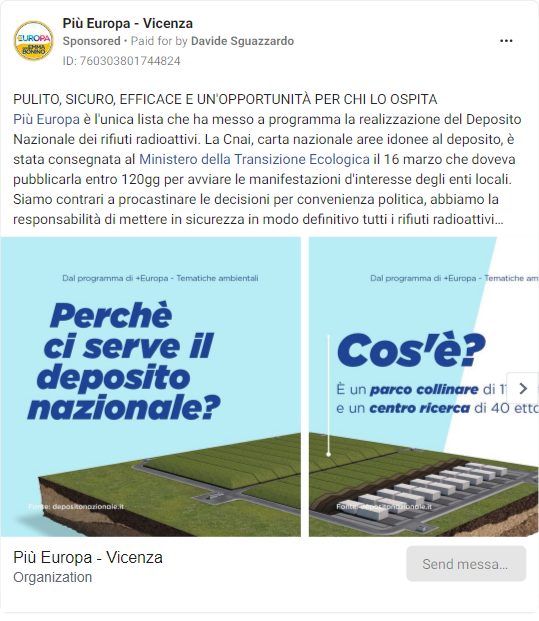 Più Europa - Vicenza
Sponsored • Paid for by Davide Sguazzardo
ID: 760303801744824
PULITO, SICURO, EFFICACE E UN'OPPORTUNITÀ PER CHI LO OSPITA
Più Europa è l'unica lista che ha messo a programma la realizzazione del Deposito
Nazionale dei rifiuti radioattivi. La Cnai, carta nazionale aree idonee al deposito, è
stata consegnata al Ministero della Transizione Ecologica il 16 marzo che doveva
pubblicarla entro 120gg per avviare le manifestazioni d'interesse degli enti locali.
Siamo contrari a procastinare le decisioni per convenienza politica, abbiamo la
responsabilità di mettere in sicurezza in modo definitivo tutti i rifiuti radioattivi…
Dal programma di +Europa - Tematiche ambientali
Perchè
ci serve il
deposito
nazionale?
Fonte: depositonazionale.it
Dal programma di +Europa - Tematiche am
Cos'è?
È un parco collinare di 1
e un centro ricerca di 40 etto
Fonte: depositonazionale.it
Più Europa - Vicenza
Organization
Send messa…